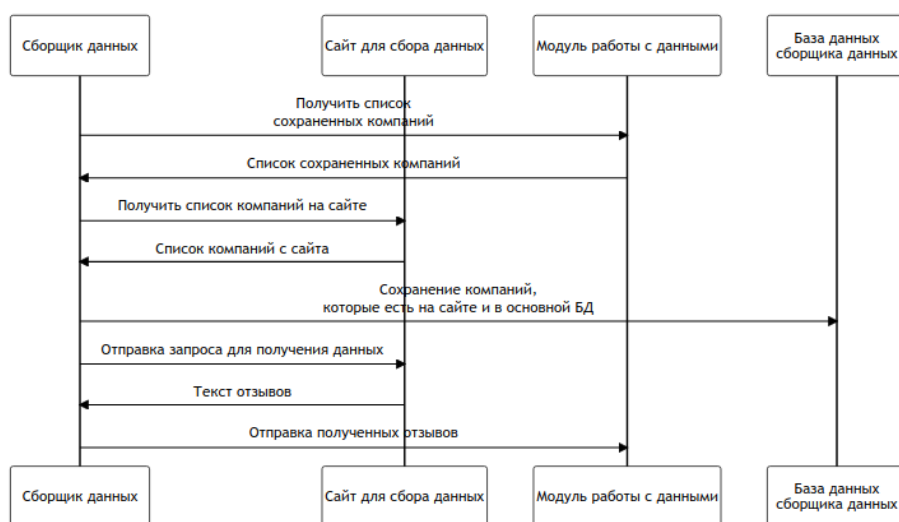 Сборщик данных
Сайт для сбора данных
Модуль работы с данными
База данных
сборщика данных
Получить список
сохраненных компаний
Список сохраненных компаний
Получить список компаний на сайте
Список компаний с сайта
Сохранение компаний,
которые есть на сайте и в основной БД
Отправка запроса для получения данных
Текст отзывов
Отправка полученных отзывов
Сборщик данных
Сайт для сбора данных
Модуль работы с данными
База данных
сборщика данных